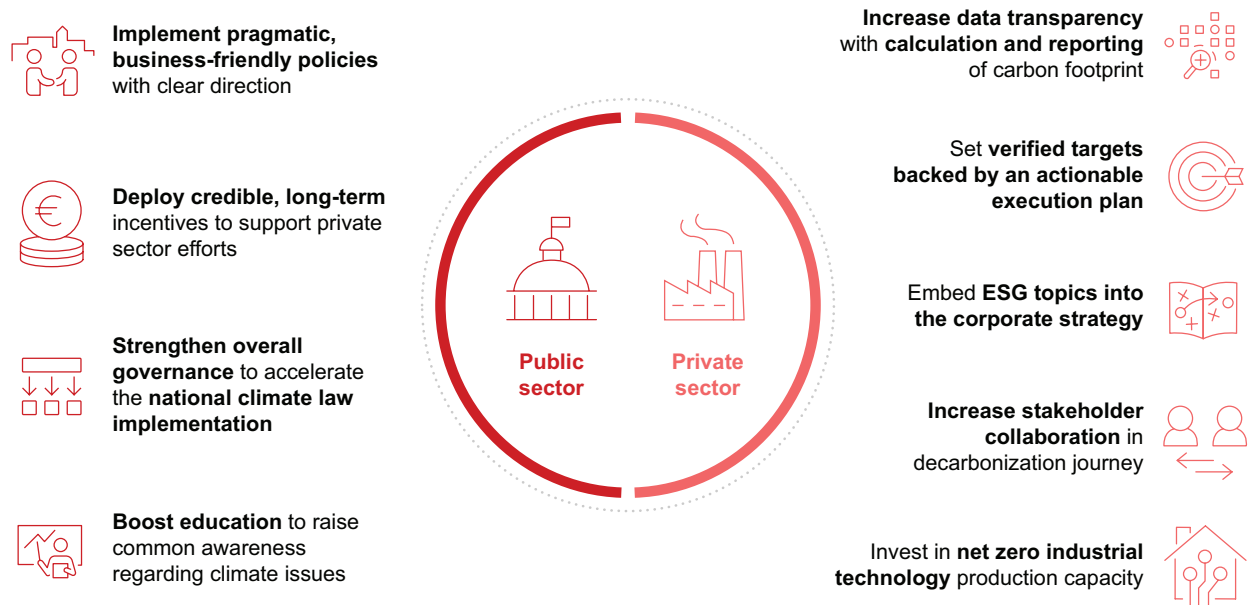 Implement pragmatic,
business-friendly policies
with clear direction
Deploy credible, long-term
incentives to support private
sector efforts
Strengthen overall
governance to accelerate
the national climate law
implementation
Boost education to raise
common awareness
regarding climate issues
€
Public
sector
Private
sector
Increase data transparency
with calculation and reporting
of carbon footprint
Set verified targets
backed by an actionable
execution plan
Embed ESG topics into
the corporate strategy
Increase stakeholder
collaboration in
decarbonization journey
Invest in net zero industrial
technology production capacity